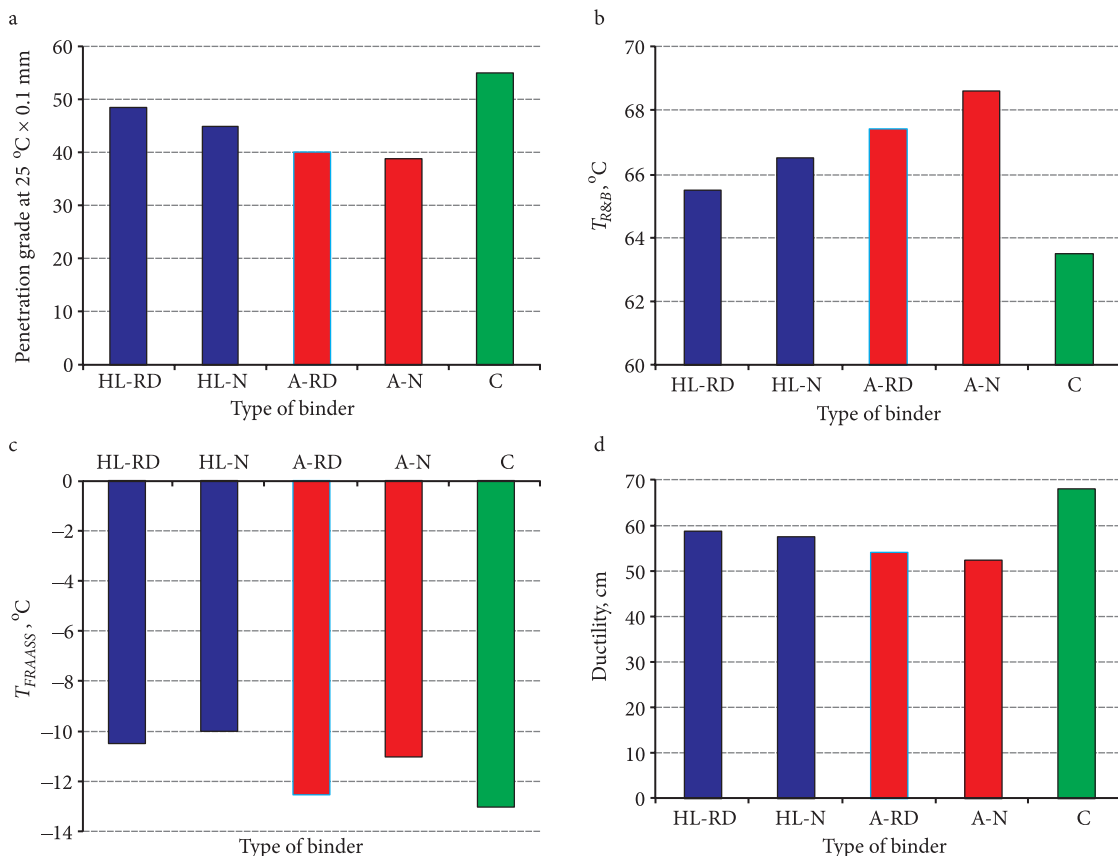 a
Penetration grade at 25 °C × 0.1 mm
60
50
40
30
20
10
0
HL-RD HL-N A-RD A-N C
Type of binder
b
T_R&B, °C
70
68
66
64
62
60
HL-RD HL-N A-RD A-N C
Type of binder
c
HL-RD HL-N A-RD A-N C
T_FRAASS, °C
0
−2
−4
−6
−8
−10
−12
−14
Type of binder
d
Ductility, cm
70
60
50
40
30
20
10
0
HL-RD HL-N A-RD A-N C
Type of binder